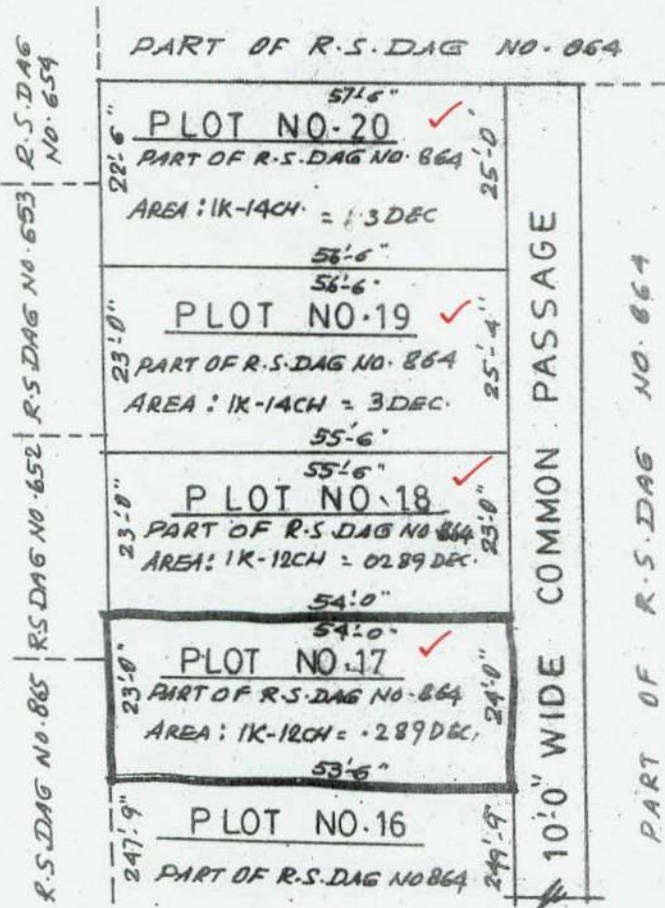 PART OF R.S.DAG NO. 864
R.S.DAG NO. 654
57'-6"
PLOT NO. 20
22'-6"
PART OF R.S.DAG NO. 864
25'-0"
AREA : 1K-14CH. = 3 DEC
56'-6"
R.S DAG NO. 653
56'-6"
PLOT NO. 19
23'-0"
PART OF R.S.DAG NO. 864
25'-4"
AREA : 1K-14CH = 3 DEC.
55'-6"
RS DAG NO. 652
55'-6"
PLOT NO. 18
23'-0"
PART OF R.S DAG NO 864
23'-0"
AREA: 1K-12CH = 0289 DEC.
54'-0"
R.S.DAG NO. 865
54'-0"
PLOT NO. 17
23'-0"
PART OF R.S.DAG NO. 864
24'-0"
AREA: 1K-12CH = .289 DEC.
53'-6"
PLOT NO. 16
247'-9"
PART OF R.S.DAG NO 864
249'-9"
10'-0" WIDE COMMON PASSAGE
PART OF R.S.DAG NO. 864